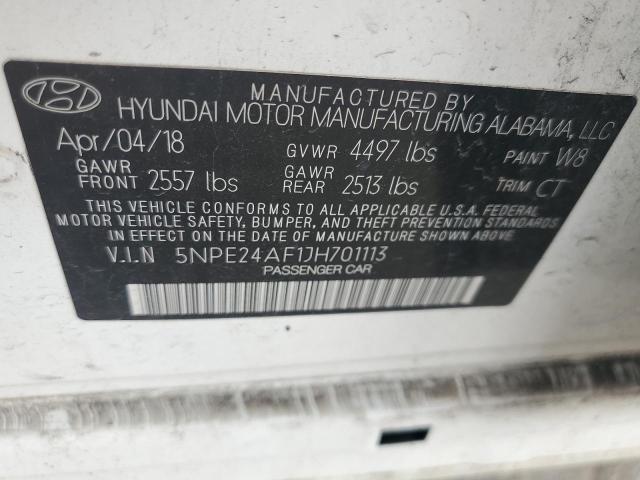 MANUFACTURED BY
HYUNDAI MOTOR MANUFACTURING ALABAMA, LLC
Apr/04/18 GVWR 4497 lbs PAINT W8
GAWR FRONT 2557 lbs GAWR REAR 2513 lbs TRIM CT
THIS VEHICLE CONFORMS TO ALL APPLICABLE U.S.A. FEDERAL
MOTOR VEHICLE SAFETY, BUMPER, AND THEFT PREVENTION STANDARDS
IN EFFECT ON THE DATE OF MANUFACTURE SHOWN ABOVE.
V.I.N 5NPE24AF1JH701113
PASSENGER CAR